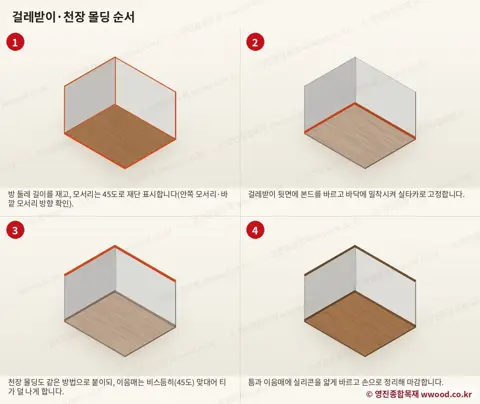 걸레받이·천장 몰딩 순서
1
2
방 둘레 길이를 재고, 모서리는 45도로 재단 표시합니다(안쪽 모서리·바
깥 모서리 방향 확인).
걸레받이 뒷면에 본드를 바르고 바닥에 밀착시켜 실타카로 고정합니다.
3
4
천장 몰딩도 같은 방법으로 붙이되, 이음매는 비스듬히(45도) 맞대어 티
가 덜 나게 합니다.
틈과 이음매에 실리콘을 얇게 바르고 손으로 정리해 마감합니다.
© 영진종합목재 wwood.co.kr